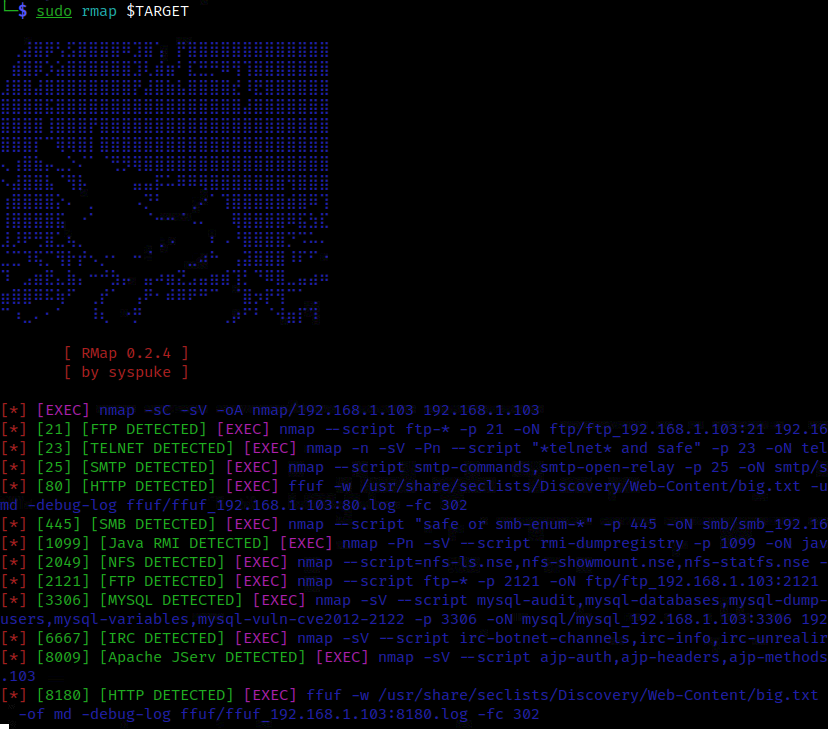 └─$ sudo rmap $TARGET
[ RMap 0.2.4 ]
[ by syspuke ]
[*] [EXEC] nmap -sC -sV -oA nmap/192.168.1.103 192.168.1.103
[*] [21] [FTP DETECTED] [EXEC] nmap --script ftp-* -p 21 -oN ftp/ftp_192.168.1.103:21 192.16
[*] [23] [TELNET DETECTED] [EXEC] nmap -n -sV -Pn --script "*telnet* and safe" -p 23 -oN tel
[*] [25] [SMTP DETECTED] [EXEC] nmap --script smtp-commands,smtp-open-relay -p 25 -oN smtp/s
[*] [80] [HTTP DETECTED] [EXEC] ffuf -w /usr/share/seclists/Discovery/Web-Content/big.txt -u
md -debug-log ffuf/ffuf_192.168.1.103:80.log -fc 302
[*] [445] [SMB DETECTED] [EXEC] nmap --script "safe or smb-enum-*" -p 445 -oN smb/smb_192.16
[*] [1099] [Java RMI DETECTED] [EXEC] nmap -Pn -sV --script rmi-dumpregistry -p 1099 -oN jav
[*] [2049] [NFS DETECTED] [EXEC] nmap --script=nfs-ls.nse,nfs-showmount.nse,nfs-statfs.nse -
[*] [2121] [FTP DETECTED] [EXEC] nmap --script ftp-* -p 2121 -oN ftp/ftp_192.168.1.103:2121
[*] [3306] [MYSQL DETECTED] [EXEC] nmap -sV --script mysql-audit,mysql-databases,mysql-dump-
users,mysql-variables,mysql-vuln-cve2012-2122 -p 3306 -oN mysql/mysql_192.168.1.103:3306 192
[*] [6667] [IRC DETECTED] [EXEC] nmap -sV --script irc-botnet-channels,irc-info,irc-unrealir
[*] [8009] [Apache JServ DETECTED] [EXEC] nmap -sV --script ajp-auth,ajp-headers,ajp-methods
.103
[*] [8180] [HTTP DETECTED] [EXEC] ffuf -w /usr/share/seclists/Discovery/Web-Content/big.txt
-of md -debug-log ffuf/ffuf_192.168.1.103:8180.log -fc 302